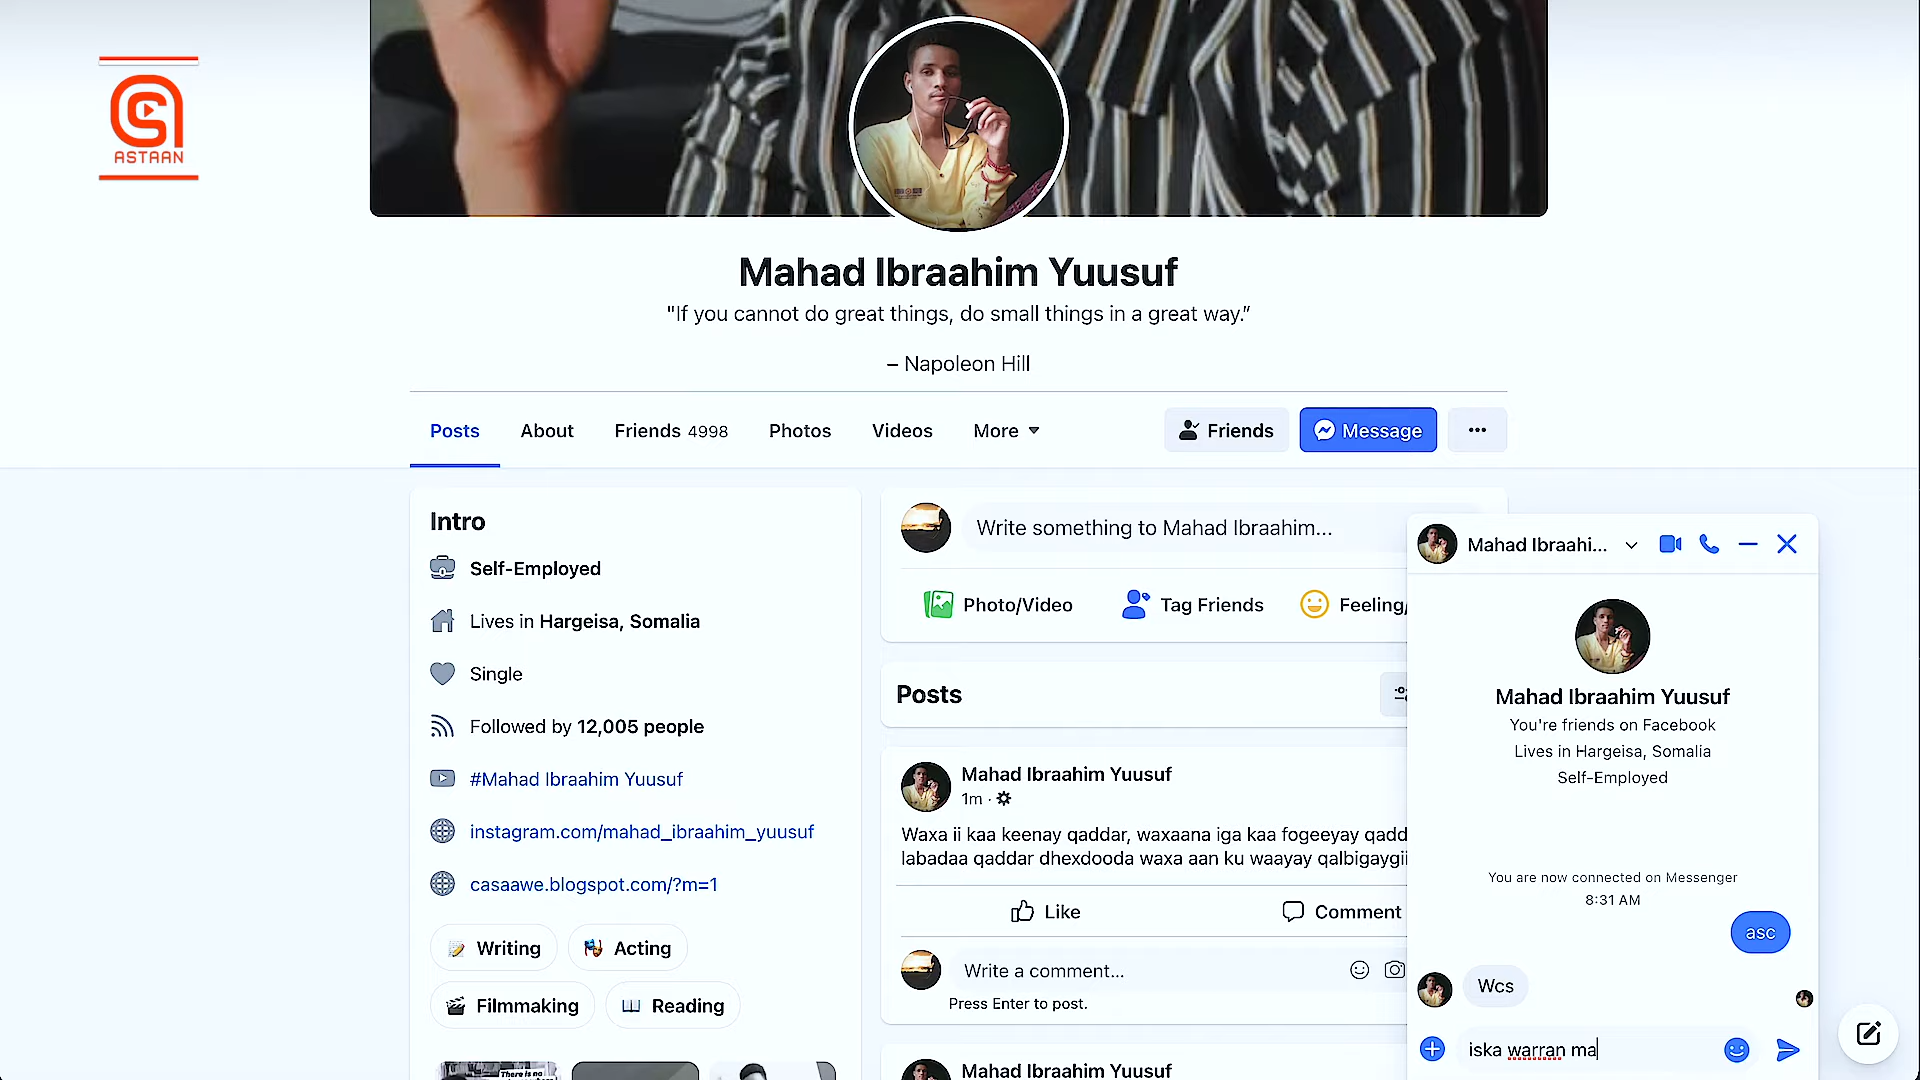 ASTAAN
Mahad Ibraahim Yuusuf
"If you cannot do great things, do small things in a great way.”
– Napoleon Hill
Posts
About
Friends 4998
Photos
Videos
More
Friends
Message
Intro
Self-Employed
Lives in Hargeisa, Somalia
Single
Followed by 12,005 people
#Mahad Ibraahim Yuusuf
instagram.com/mahad_ibraahim_yuusuf
casaawe.blogspot.com/?m=1
Writing
Acting
Filmmaking
Reading
There is no
Write something to Mahad Ibraahim...
Photo/Video
Tag Friends
Feeling/
Posts
Mahad Ibraahim Yuusuf
1m ·
Waxa ii kaa keenay qaddar, waxaana iga kaa fogeeyay qadd
labadaa qaddar dhexdooda waxa aan ku waayay qalbigaygii
Like
Comment
Write a comment...
Press Enter to post.
Mahad Ibraahim Yuusuf
Mahad Ibraahi...
Mahad Ibraahim Yuusuf
You're friends on Facebook
Lives in Hargeisa, Somalia
Self-Employed
You are now connected on Messenger
8:31 AM
asc
Wcs
iska warran ma